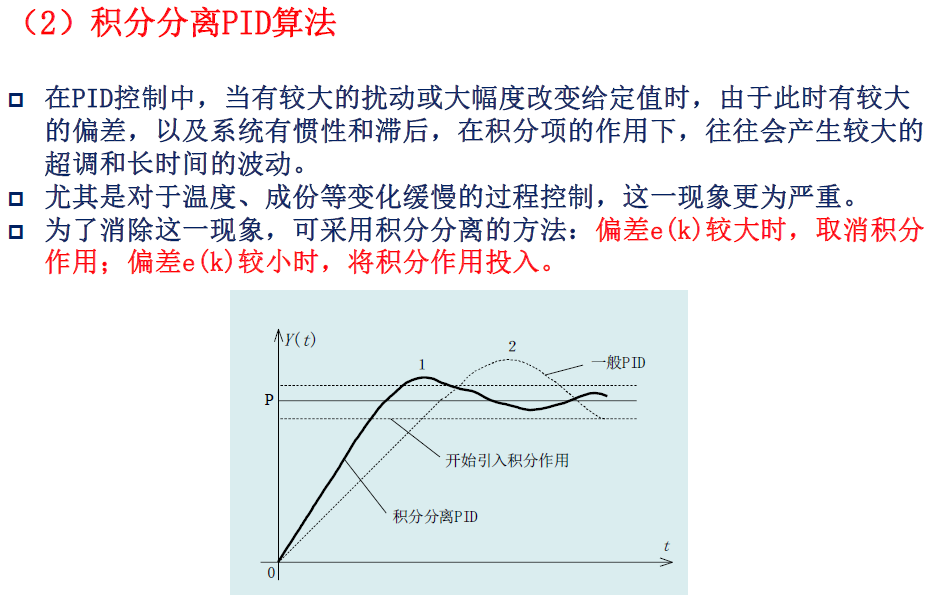 （2）积分分离PID算法
在PID控制中，当有较大的扰动或大幅度改变给定值时，由于此时有较大
的偏差，以及系统有惯性和滞后，在积分项的作用下，往往会产生较大的
超调和长时间的波动。
尤其是对于温度、成份等变化缓慢的过程控制，这一现象更为严重。
为了消除这一现象，可采用积分分离的方法：偏差e(k)较大时，取消积分
作用；偏差e(k)较小时，将积分作用投入。
Y(t)
2
1
一般PID
P
开始引入积分作用
积分分离PID
t
0